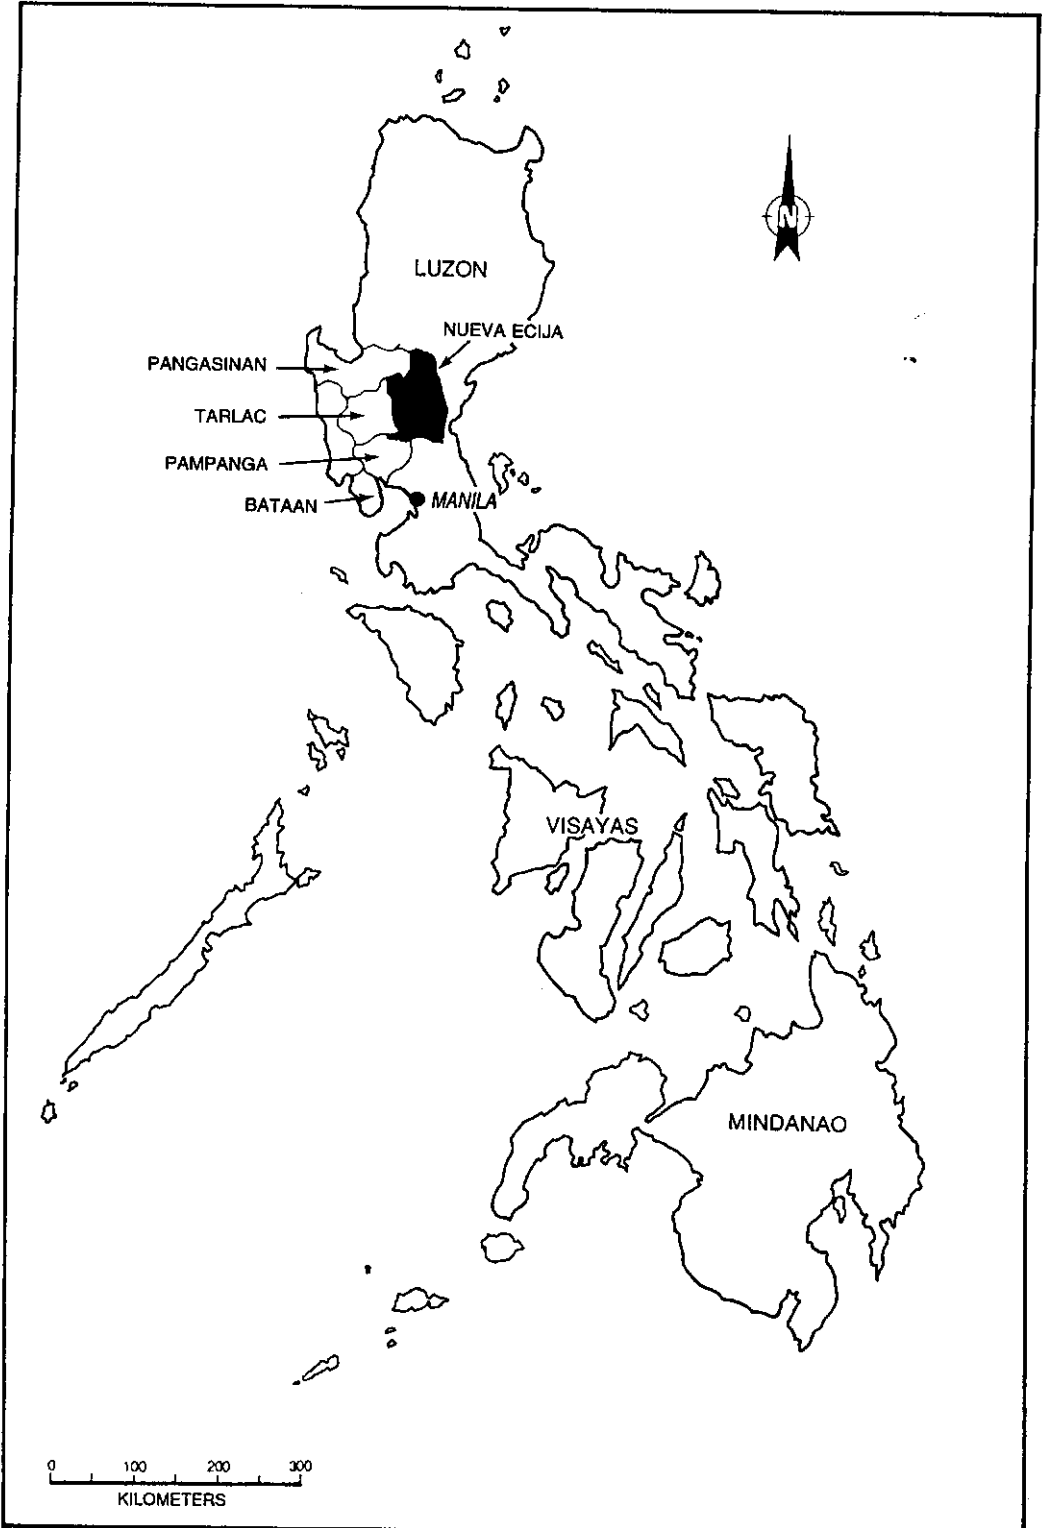 N
LUZON
NUEVA ECIJA
PANGASINAN
TARLAC
PAMPANGA
BATAAN
MANILA
VISAYAS
MINDANAO
0 100 200 300
KILOMETERS